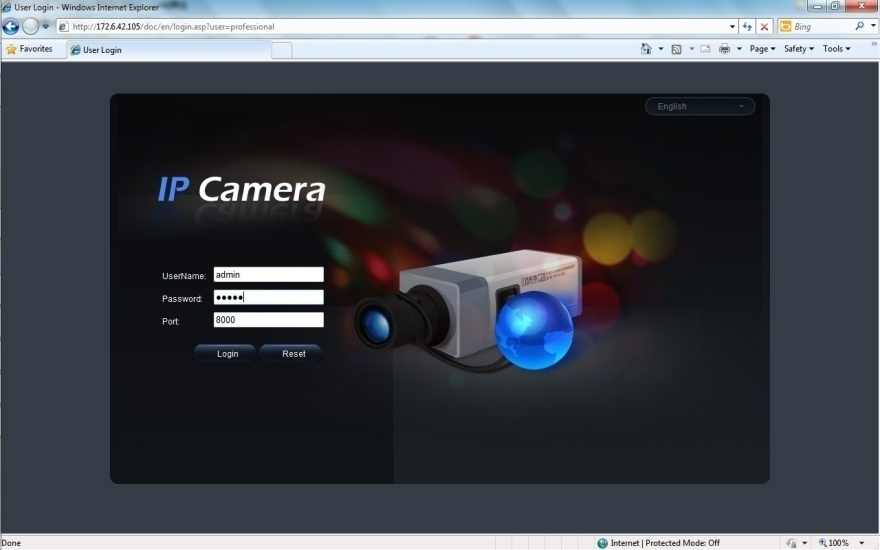 User Login - Windows Internet Explorer
http://172.6.42.105/doc/en/login.asp?user=professional
Bing
Favorites
User Login
Page
Safety
Tools
»
English
IP Camera
UserName: admin
Password: ●●●●●
Port: 8000
Login Reset
Done
Internet | Protected Mode: Off
100%